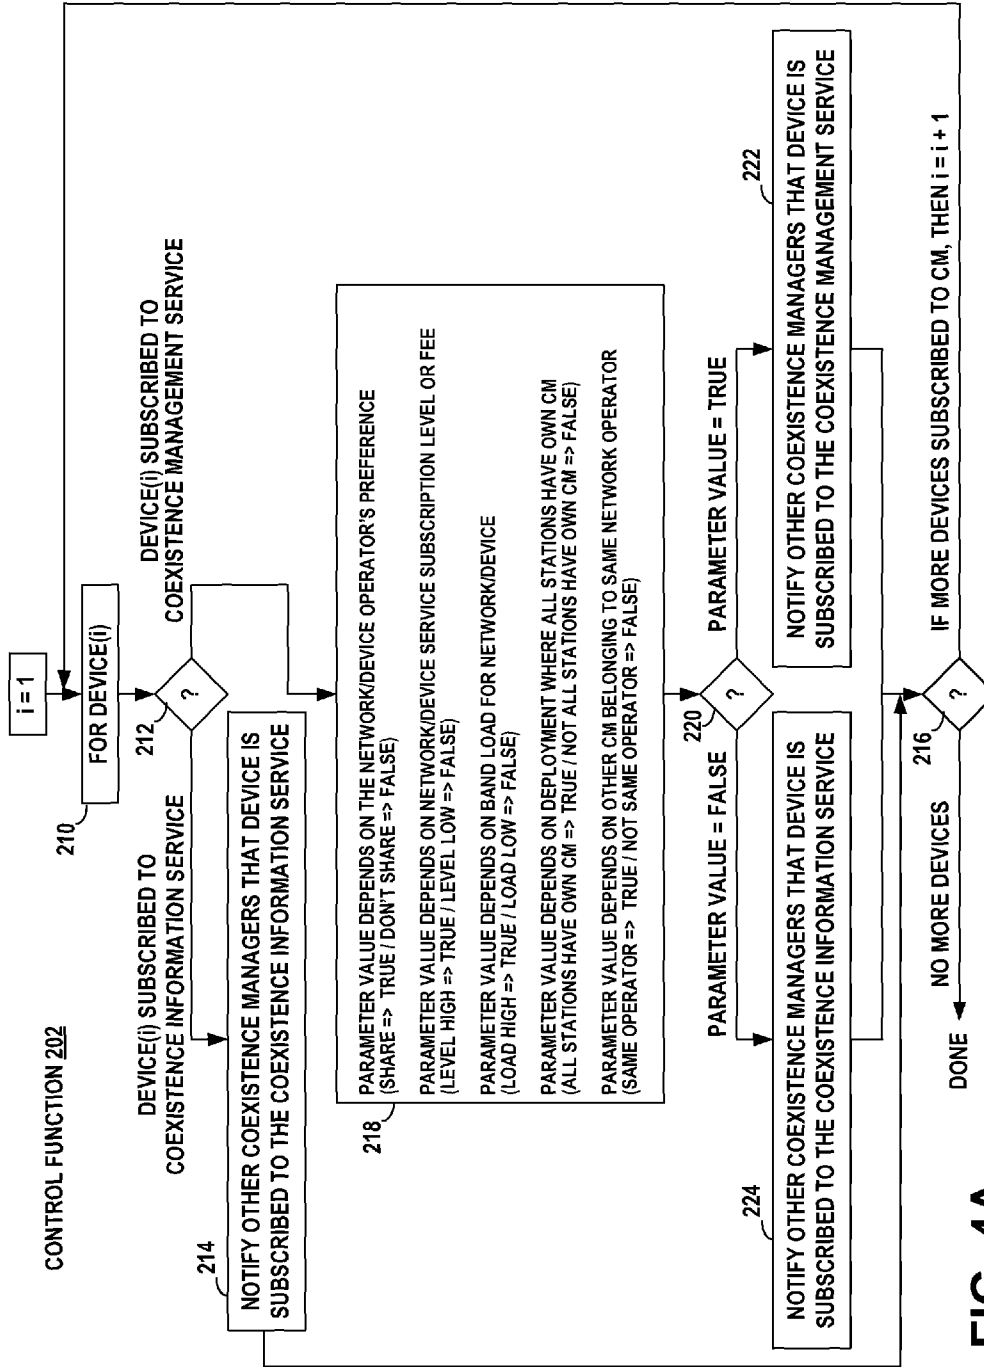 CONTROL FUNCTION 202
i = 1
210
FOR DEVICE(i)
212
?
DEVICE(i) SUBSCRIBED TO
COEXISTENCE INFORMATION SERVICE
DEVICE(i) SUBSCRIBED TO
COEXISTENCE MANAGEMENT SERVICE
214
NOTIFY OTHER COEXISTENCE MANAGERS THAT DEVICE IS
SUBSCRIBED TO THE COEXISTENCE INFORMATION SERVICE
218
PARAMETER VALUE DEPENDS ON THE NETWORK/DEVICE OPERATOR'S PREFERENCE
(SHARE => TRUE / DON'T SHARE => FALSE)
PARAMETER VALUE DEPENDS ON NETWORK/DEVICE SERVICE SUBSCRIPTION LEVEL OR FEE
(LEVEL HIGH => TRUE / LEVEL LOW => FALSE)
PARAMETER VALUE DEPENDS ON BAND LOAD FOR NETWORK/DEVICE
(LOAD HIGH => TRUE / LOAD LOW => FALSE)
PARAMETER VALUE DEPENDS ON DEPLOYMENT WHERE ALL STATIONS HAVE OWN CM
(ALL STATIONS HAVE OWN CM => TRUE / NOT ALL STATIONS HAVE OWN CM => FALSE)
PARAMETER VALUE DEPENDS ON OTHER CM BELONGING TO SAME NETWORK OPERATOR
(SAME OPERATOR => TRUE / NOT SAME OPERATOR => FALSE)
220
?
PARAMETER VALUE = FALSE
PARAMETER VALUE = TRUE
224
NOTIFY OTHER COEXISTENCE MANAGERS THAT DEVICE IS
SUBSCRIBED TO THE COEXISTENCE INFORMATION SERVICE
222
NOTIFY OTHER COEXISTENCE MANAGERS THAT DEVICE IS
SUBSCRIBED TO THE COEXISTENCE MANAGEMENT SERVICE
216
?
NO MORE DEVICES
DONE
IF MORE DEVICES SUBSCRIBED TO CM, THEN i = i + 1
FIG. 4A